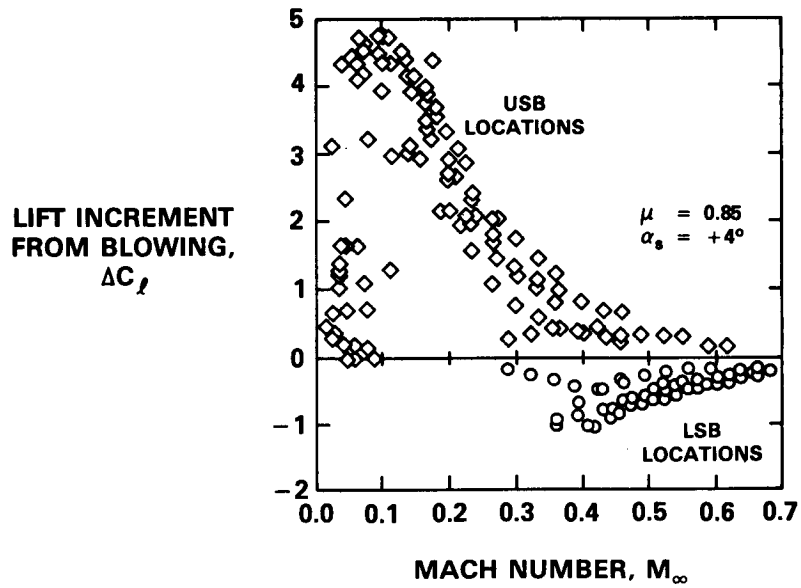 5
4
3
2
1
0
−1
−2
USB
LOCATIONS
μ = 0.85
αs = +4°
LIFT INCREMENT
FROM BLOWING,
ΔCℓ
LSB
LOCATIONS
0.0 0.1 0.2 0.3 0.4 0.5 0.6 0.7
MACH NUMBER, M∞